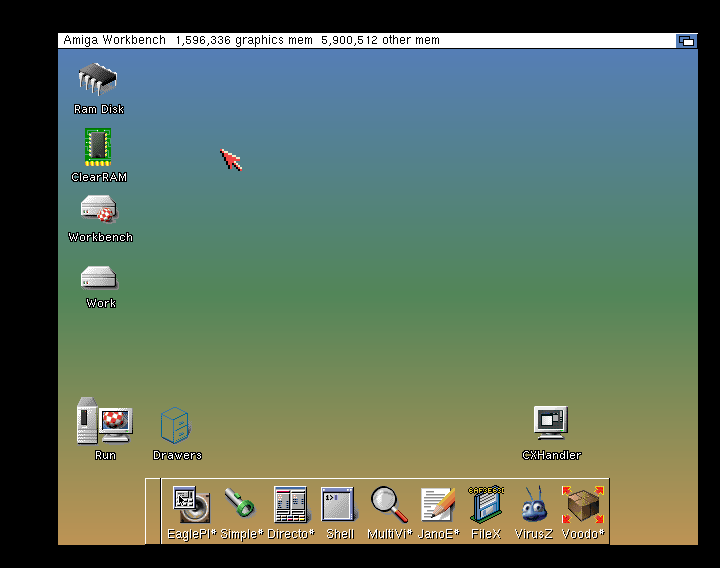 Amiga Workbench 1,596,336 graphics mem 5,900,512 other mem
Ram Disk
ClearRAM
Workbench
Work
Run
Drawers
CXHandler
EaglePl* Simple* Directo* Shell MultiVi* JanoE* FileX VirusZ Voodo*